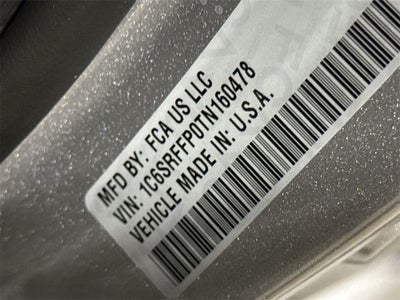 MFD BY: FCA US LLC
VIN: 1C6SRFFP0TN160478
VEHICLE MADE IN: U.S.A.